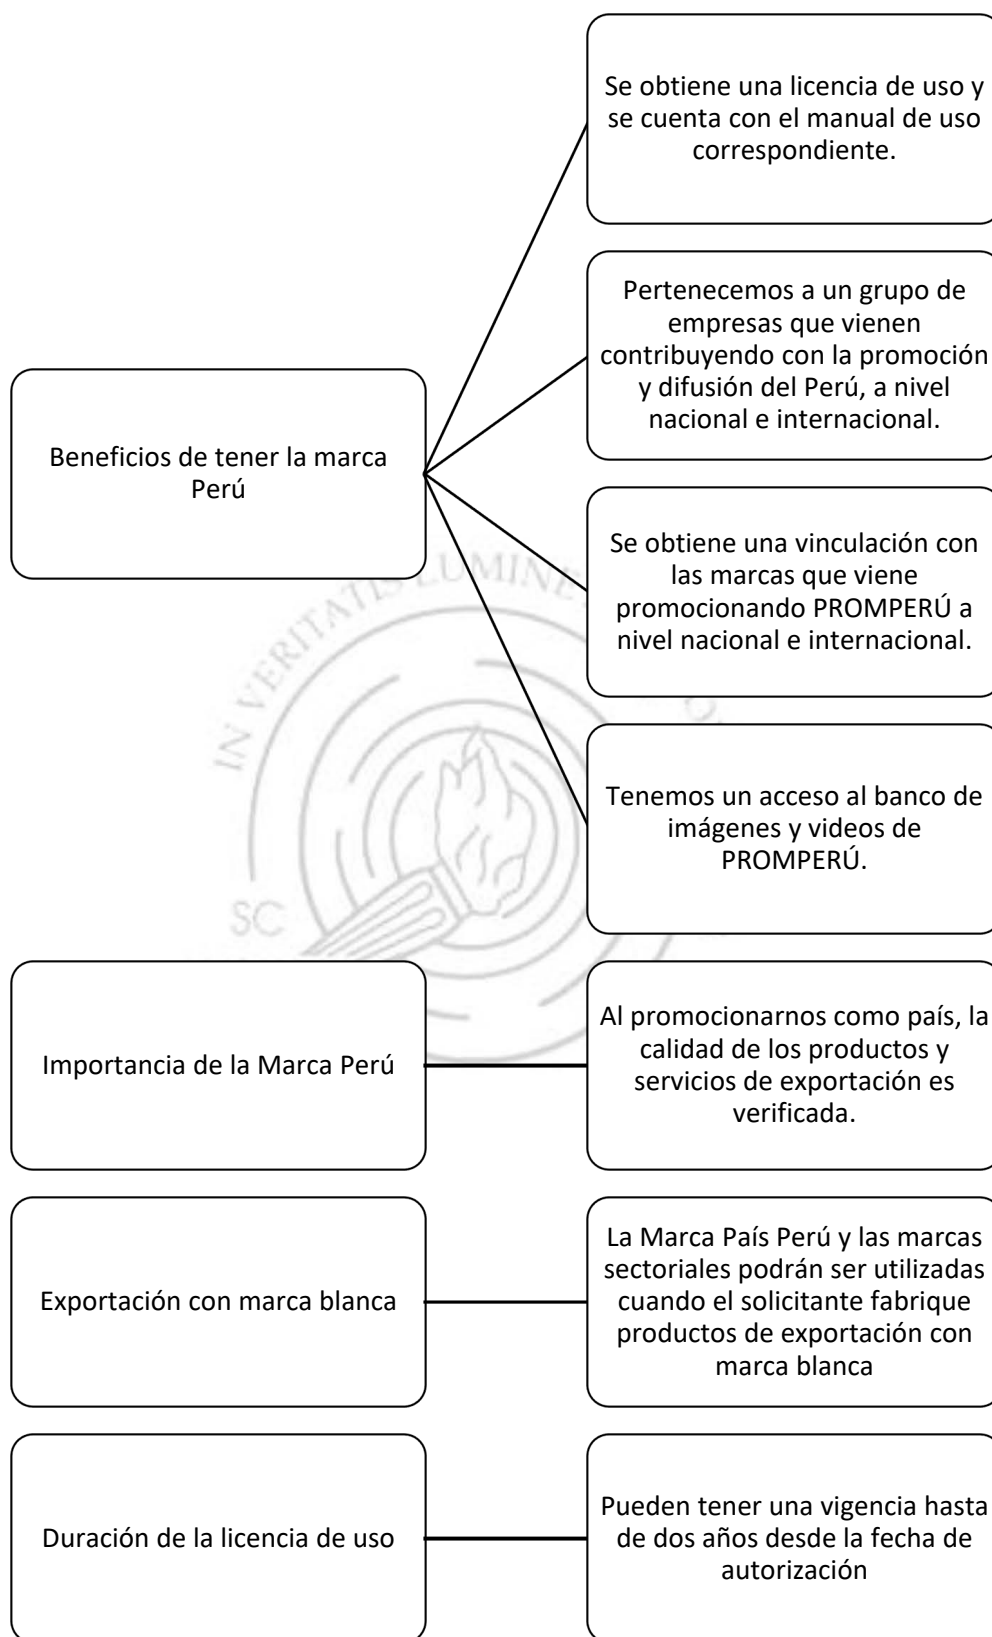 Beneficios de tener la marca
Perú
Se obtiene una licencia de uso y
se cuenta con el manual de uso
correspondiente.
Pertenecemos a un grupo de
empresas que vienen
contribuyendo con la promoción
y difusión del Perú, a nivel
nacional e internacional.
Se obtiene una vinculación con
las marcas que viene
promocionando PROMPERÚ a
nivel nacional e internacional.
Tenemos un acceso al banco de
imágenes y videos de
PROMPERÚ.
Importancia de la Marca Perú
Al promocionarnos como país, la
calidad de los productos y
servicios de exportación es
verificada.
Exportación con marca blanca
La Marca País Perú y las marcas
sectoriales podrán ser utilizadas
cuando el solicitante fabrique
productos de exportación con
marca blanca
Duración de la licencia de uso
Pueden tener una vigencia hasta
de dos años desde la fecha de
autorización
IN VERITATIS LUMINE
SC